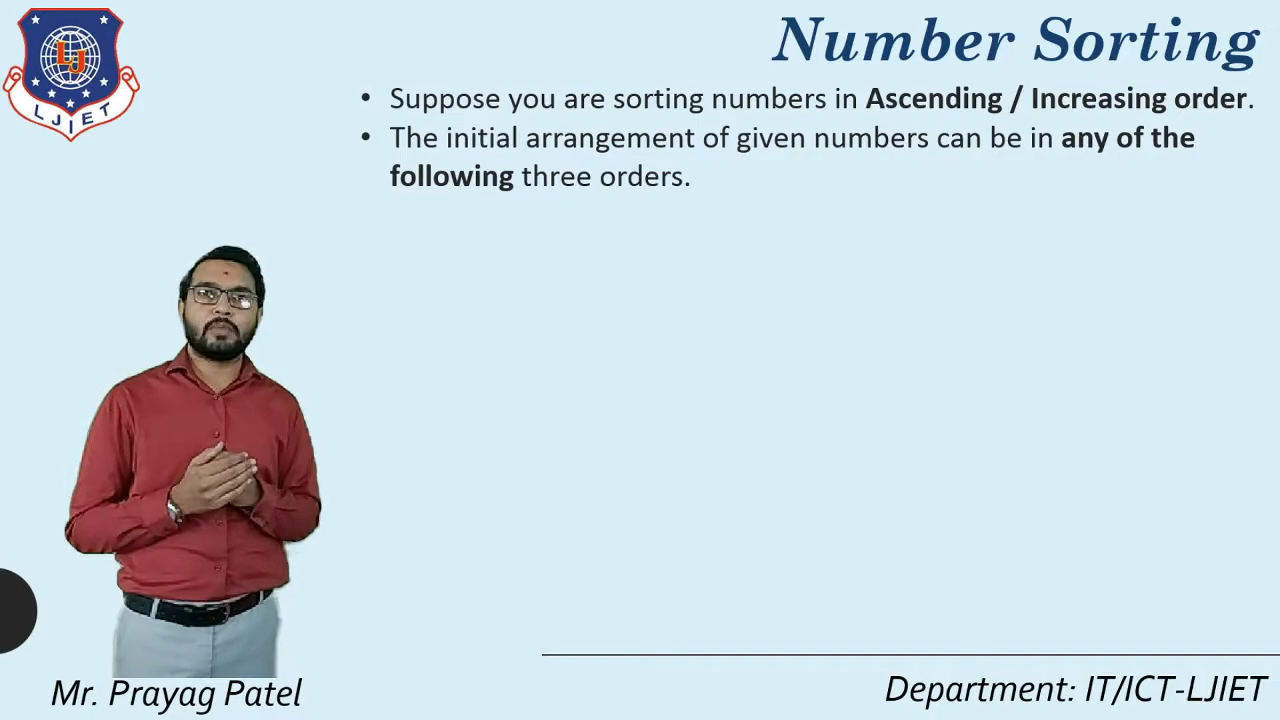 Number Sorting
LJ
LJIET
• Suppose you are sorting numbers in Ascending / Increasing order.
• The initial arrangement of given numbers can be in any of the
following three orders.
Mr. Prayag Patel
Department: IT/ICT-LJIET